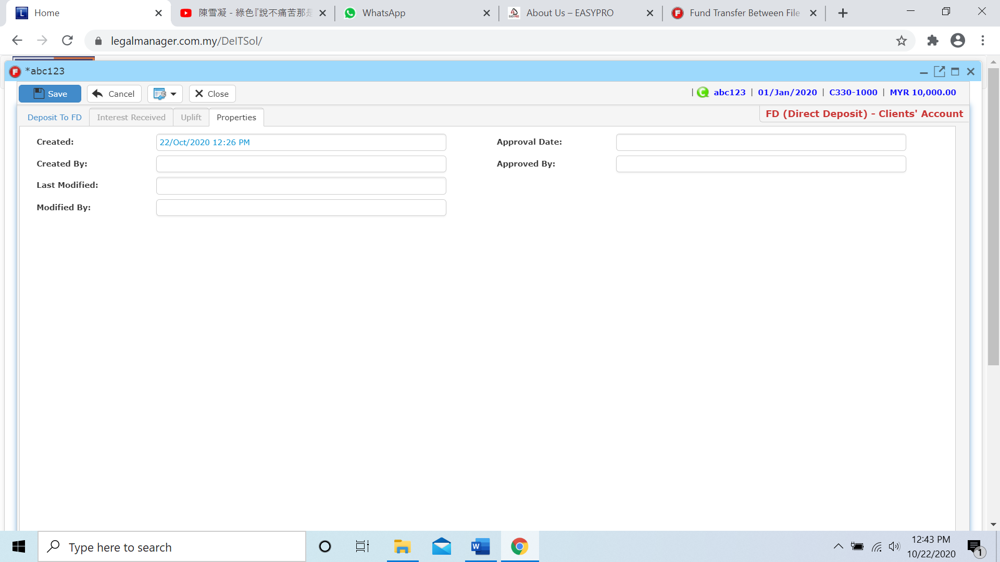 Home
陳雪凝 - 綠色『說不痛苦那是
WhatsApp
About Us – EASYPRO
Fund Transfer Between File
legalmanager.com.my/DelTSol/
*abc123
Save
Cancel
Close
| abc123 | 01/Jan/2020 | C330-1000 | MYR 10,000.00
Deposit To FD
Interest Received
Uplift
Properties
FD (Direct Deposit) - Clients' Account
Created:
22/Oct/2020 12:26 PM
Approval Date:
Created By:
Approved By:
Last Modified:
Modified By:
Type here to search
12:43 PM
10/22/2020
1